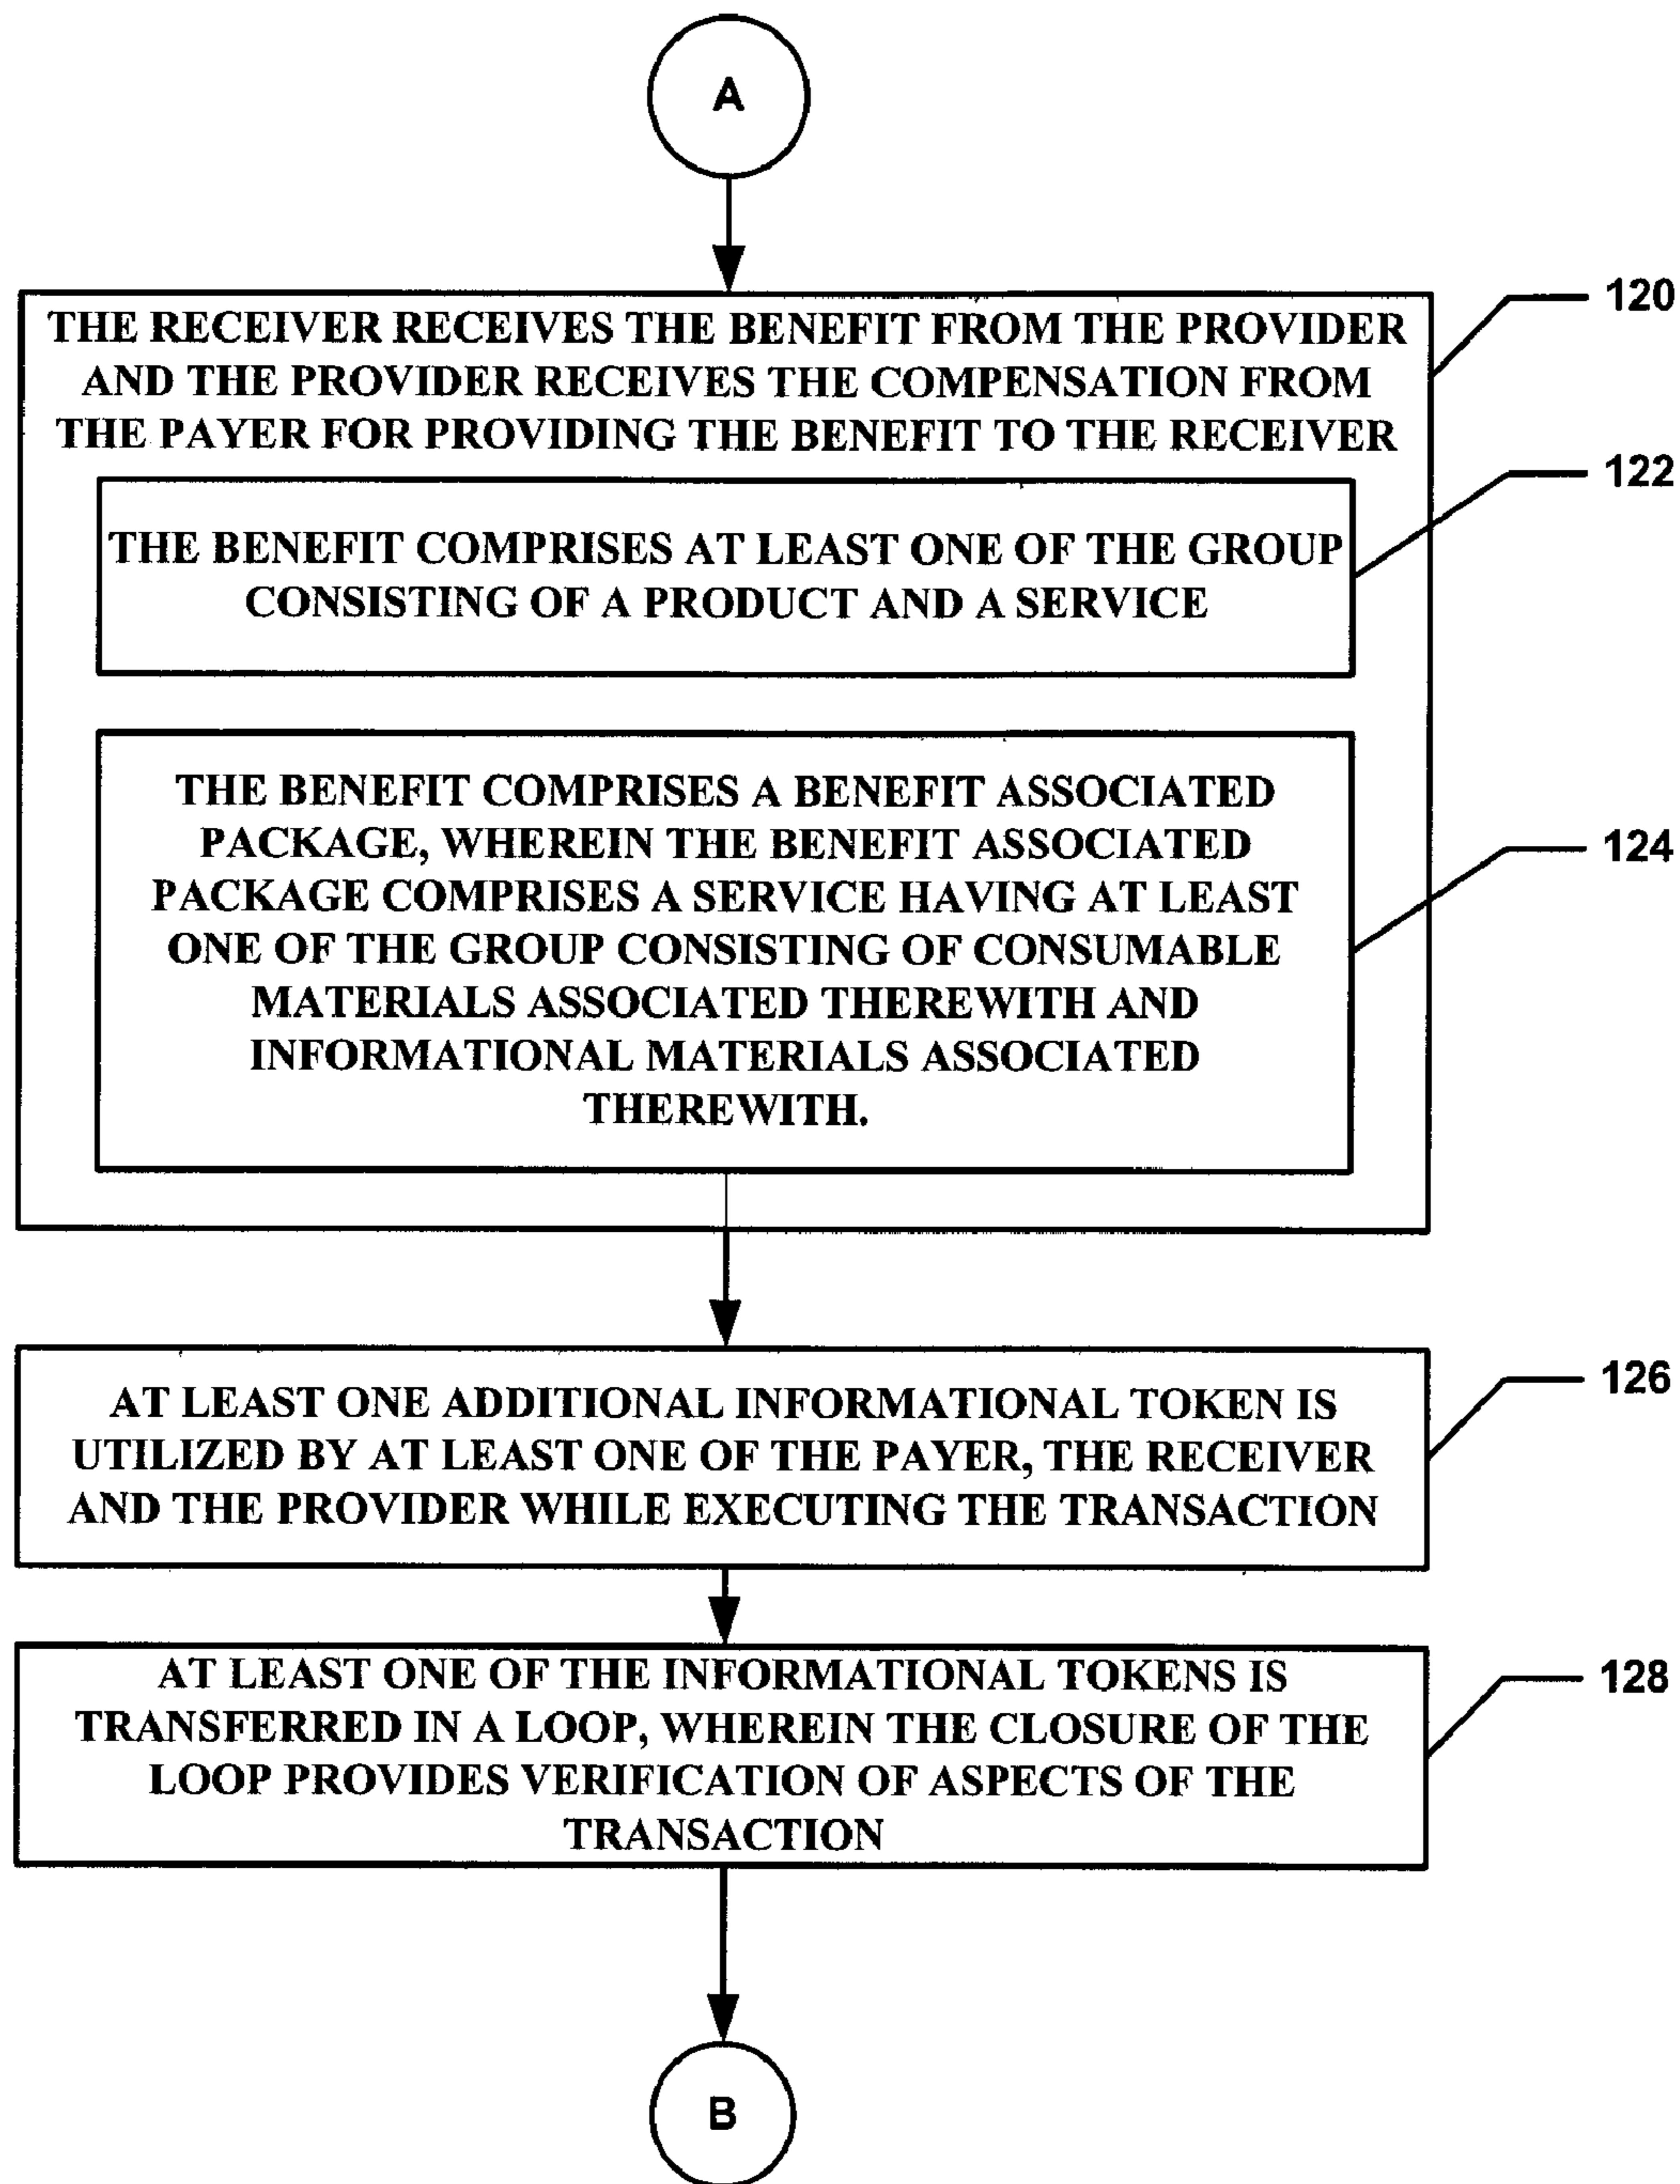 A
120
THE RECEIVER RECEIVES THE BENEFIT FROM THE PROVIDER
AND THE PROVIDER RECEIVES THE COMPENSATION FROM
THE PAYER FOR PROVIDING THE BENEFIT TO THE RECEIVER
122
THE BENEFIT COMPRISES AT LEAST ONE OF THE GROUP
CONSISTING OF A PRODUCT AND A SERVICE
THE BENEFIT COMPRISES A BENEFIT ASSOCIATED
PACKAGE, WHEREIN THE BENEFIT ASSOCIATED
124
PACKAGE COMPRISES A SERVICE HAVING AT LEAST
ONE OF THE GROUP CONSISTING OF CONSUMABLE
MATERIALS ASSOCIATED THEREWITH AND
INFORMATIONAL MATERIALS ASSOCIATED
THEREWITH.
126
AT LEAST ONE ADDITIONAL INFORMATIONAL TOKEN IS
UTILIZED BY AT LEAST ONE OF THE PAYER, THE RECEIVER
AND THE PROVIDER WHILE EXECUTING THE TRANSACTION
128
AT LEAST ONE OF THE INFORMATIONAL TOKENS IS
TRANSFERRED IN A LOOP, WHEREIN THE CLOSURE OF THE
LOOP PROVIDES VERIFICATION OF ASPECTS OF THE
TRANSACTION
B